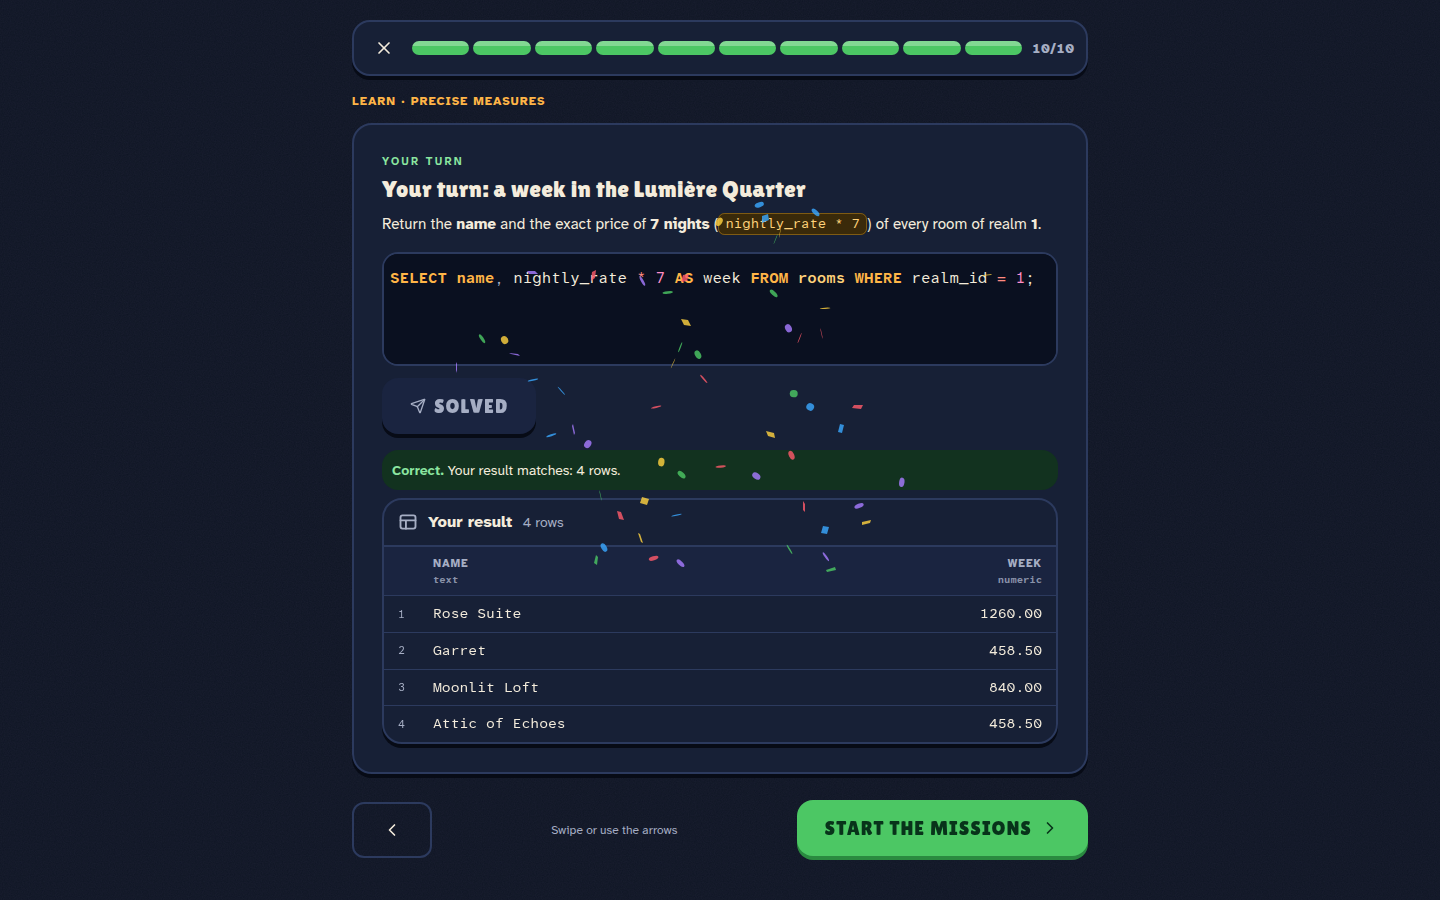 10/10
LEARN · PRECISE MEASURES
YOUR TURN
Your turn: a week in the Lumière Quarter
Return the name and the exact price of 7 nights (nightly_rate * 7) of every room of realm 1.
SELECT name, nightly_rate * 7 AS week FROM rooms WHERE realm_id = 1;
SOLVED
Correct. Your result matches: 4 rows.
Your result 4 rows
NAME WEEK
text numeric
1 Rose Suite 1260.00
2 Garret 458.50
3 Moonlit Loft 840.00
4 Attic of Echoes 458.50
Swipe or use the arrows
START THE MISSIONS